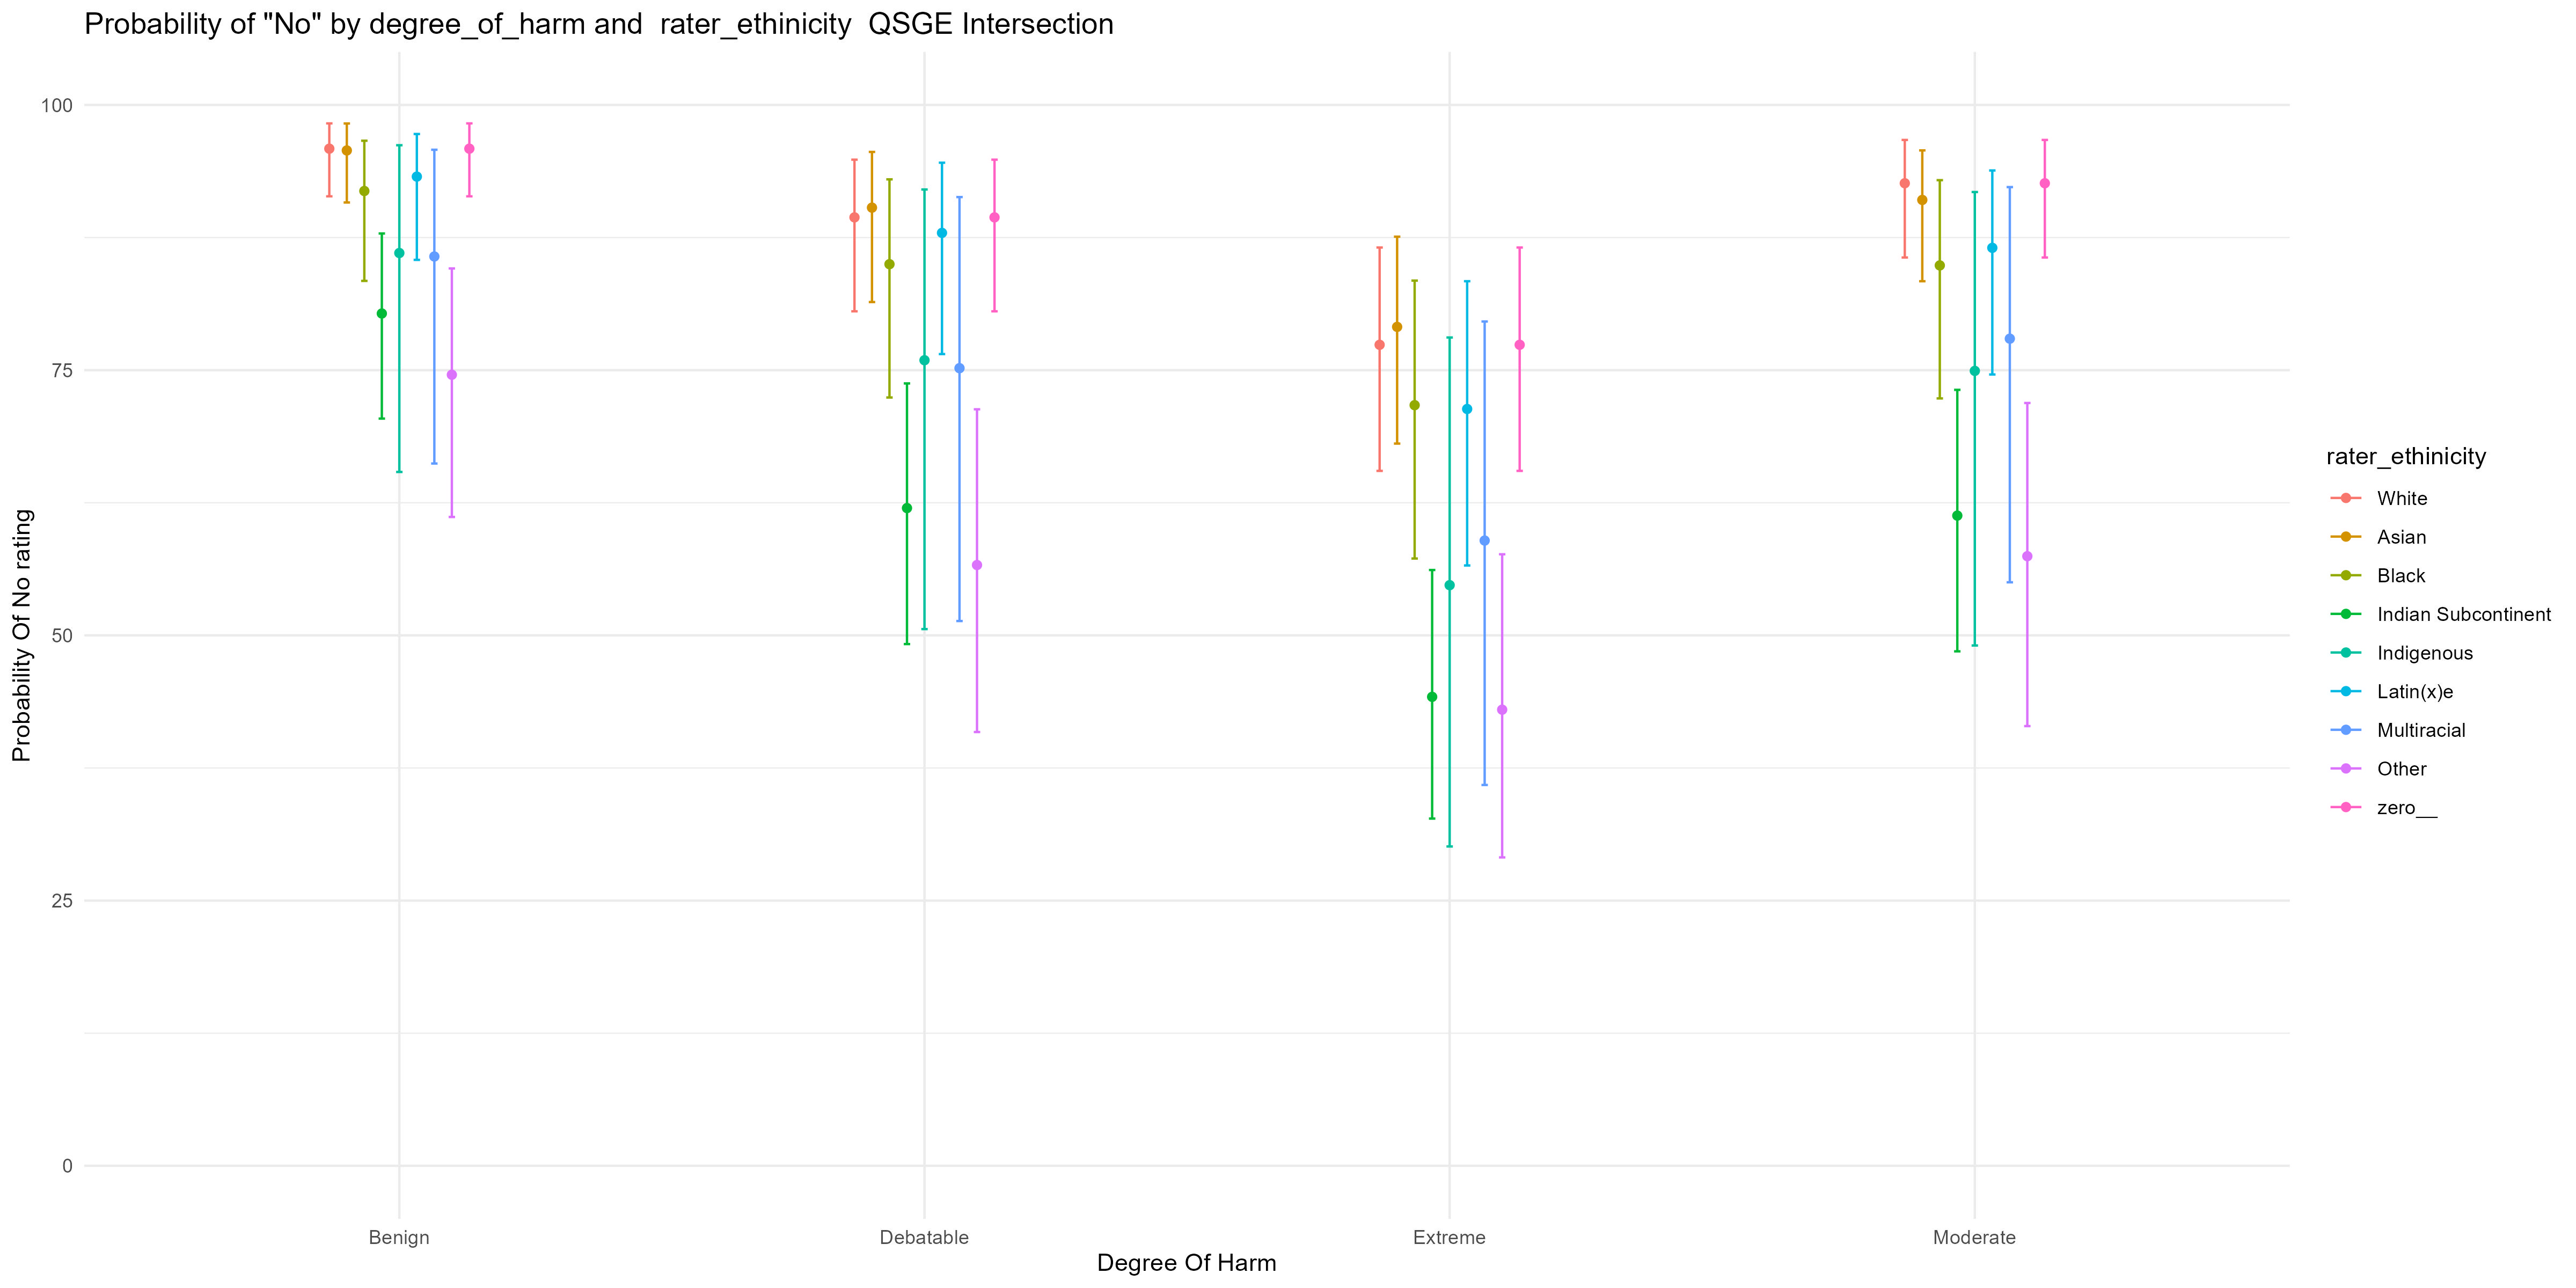 Probability of "No" by degree_of_harm and  rater_ethinicity  QSGE Intersection
Probability Of No rating
100
75
50
25
0
Benign
Debatable
Extreme
Moderate
Degree Of Harm
rater_ethinicity
White
Asian
Black
Indian Subcontinent
Indigenous
Latin(x)e
Multiracial
Other
zero__